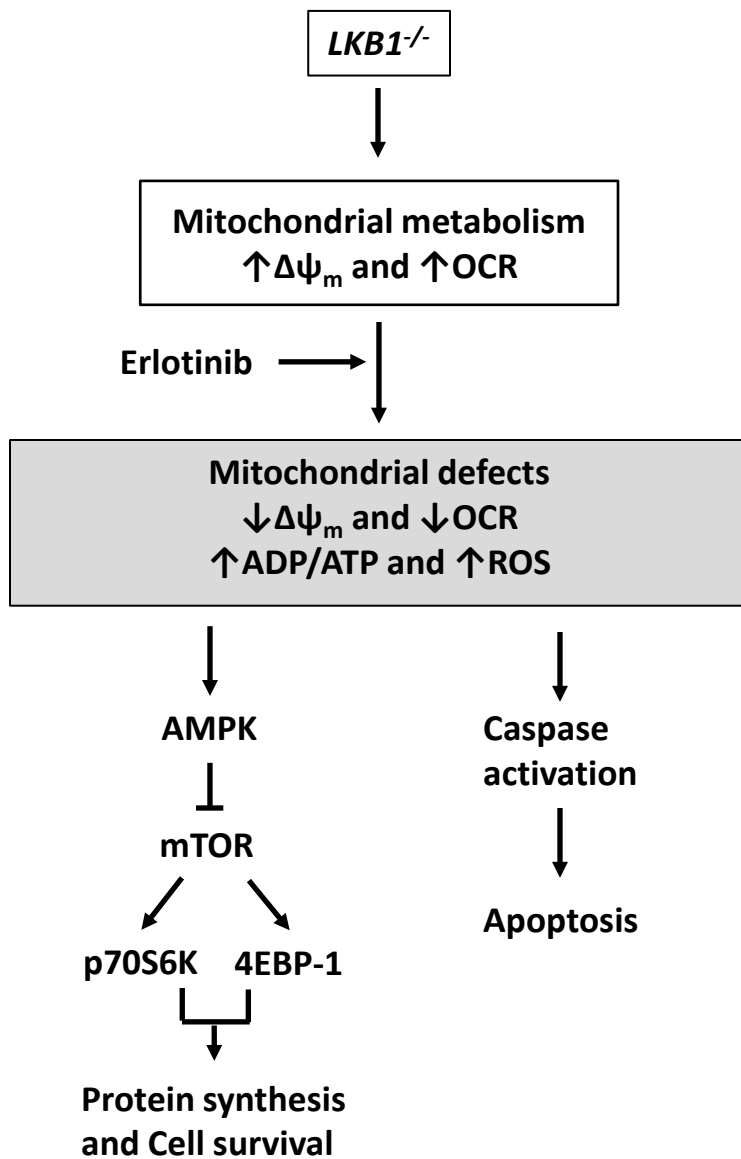 LKB1-/-
Mitochondrial metabolism
↑Δψm and ↑OCR
Erlotinib
Mitochondrial defects
↓Δψm and ↓OCR
↑ADP/ATP and ↑ROS
AMPK
Caspase
activation
mTOR
Apoptosis
p70S6K 4EBP-1
Protein synthesis
and Cell survival